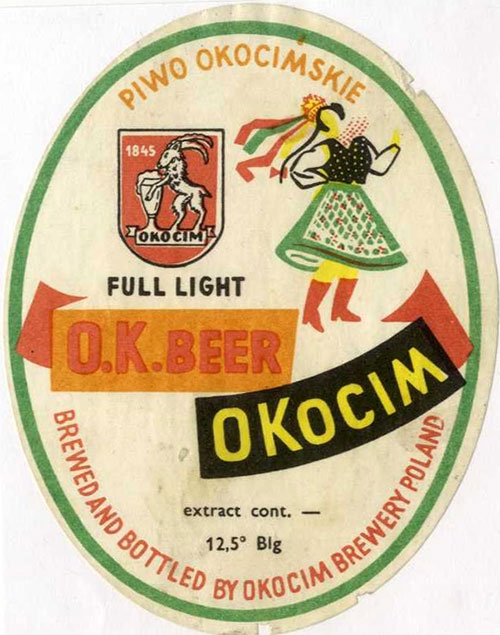 PIWO OKOCIMSKIE
1845
OKOCIM
FULL LIGHT
O.K. BEER
OKOCIM
extract cont. —
12,5° Blg
BREWED AND BOTTLED BY OKOCIM BREWERY POLAND